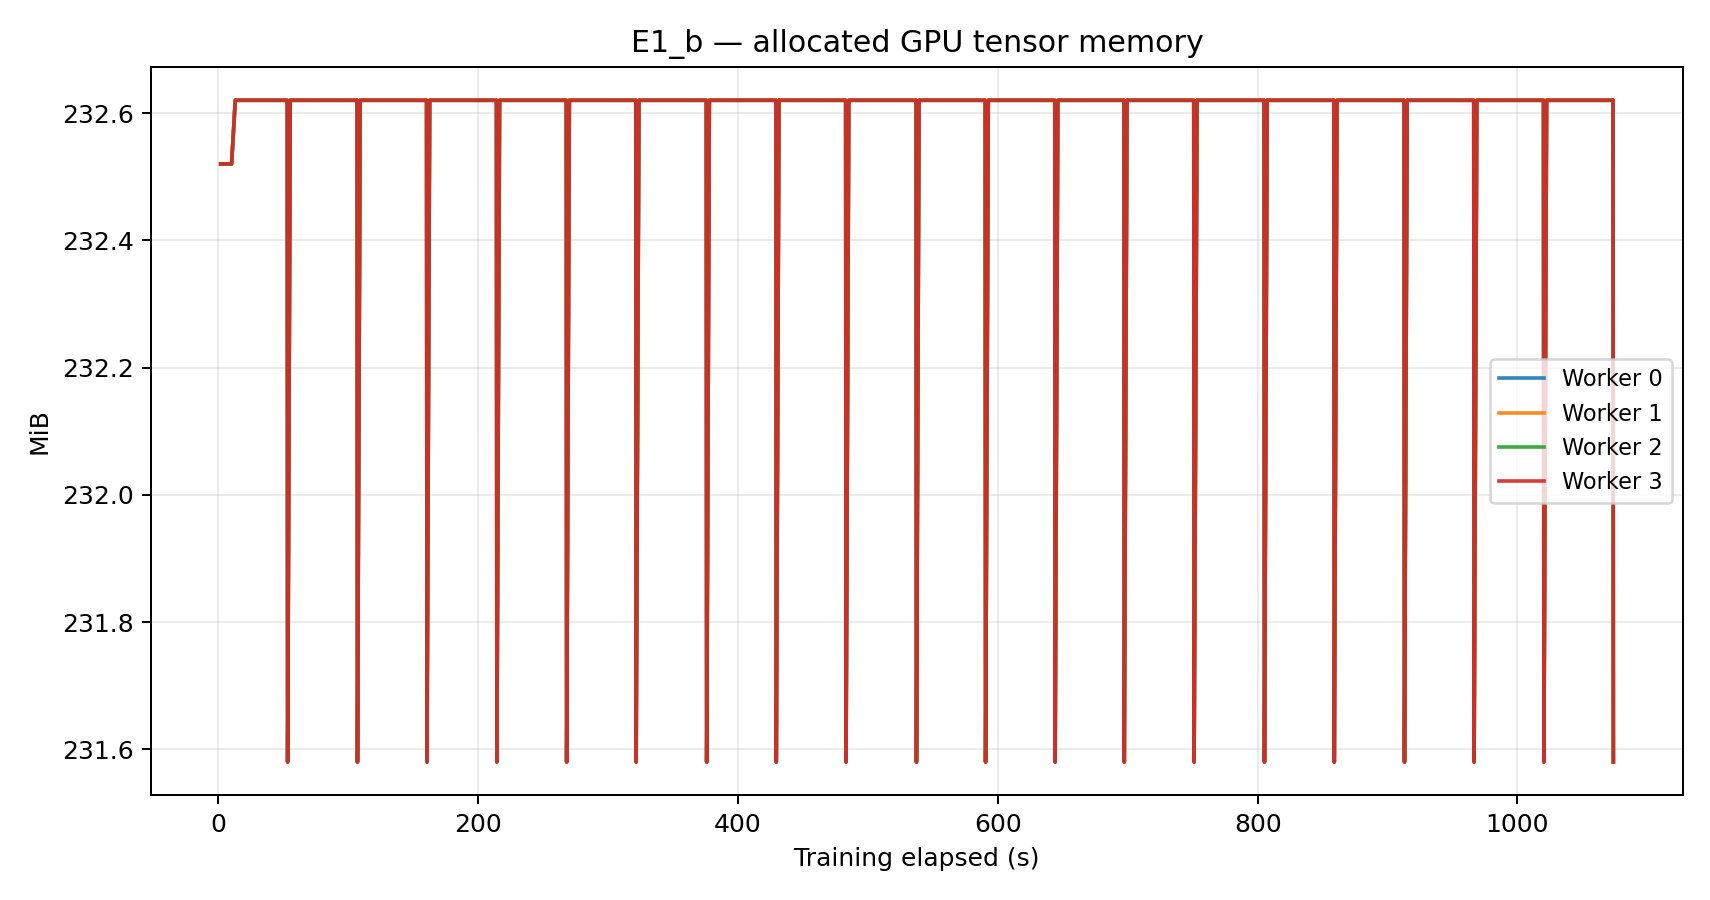 E1_b — allocated GPU tensor memory
232.6
232.4
232.2
232.0
231.8
231.6
MiB
Worker 0
Worker 1
Worker 2
Worker 3
0 200 400 600 800 1000
Training elapsed (s)